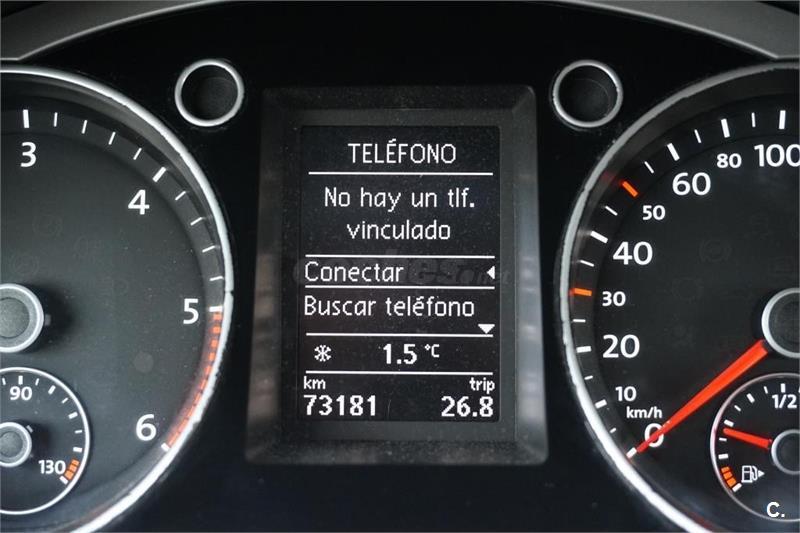 TELÉFONO
No hay un tlf.
vinculado
Conectar
Buscar teléfono
1.5 °C
km trip
73181 26.8
3
4
5
6
90
130
100
80
60
50
40
30
20
10
km/h
0
1/2
C.